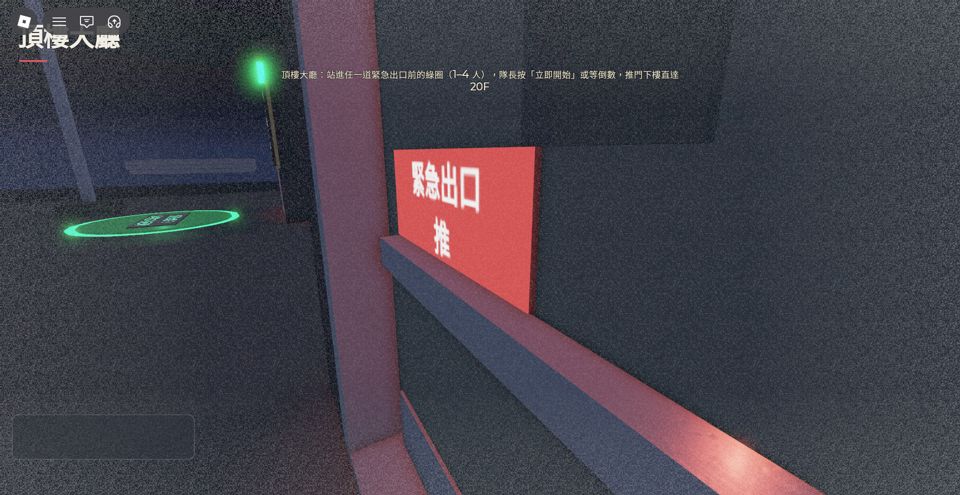 頂樓大廳
頂樓大廳：站進任一道緊急出口前的綠圈（1–4 人），隊長按「立即開始」或等倒數，推門下樓直達
20F
緊急出口
推